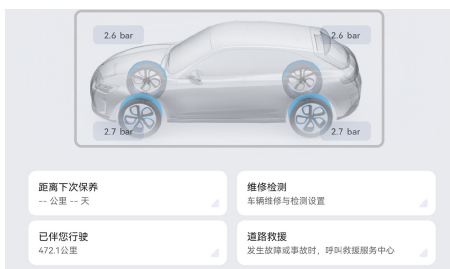 2.6 bar
2.6 bar
2.7 bar
2.7 bar
距离下次保养
-- 公里 -- 天
维修检测
车辆维修与检测设置
已伴您行驶
472.1公里
道路救援
发生故障或事故时，呼叫救援服务中心